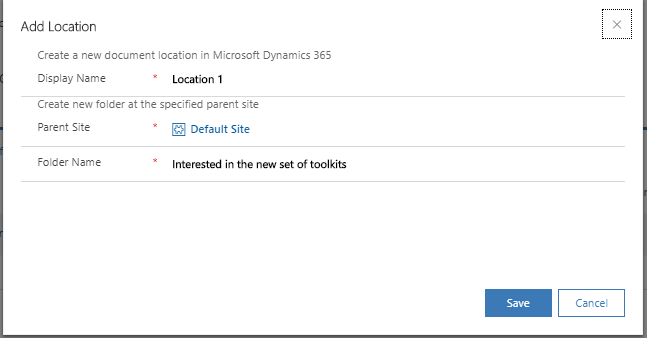 Add Location
Create a new document location in Microsoft Dynamics 365
Display Name * Location 1
Create new folder at the specified parent site
Parent Site * Default Site
Folder Name * Interested in the new set of toolkits
Save Cancel